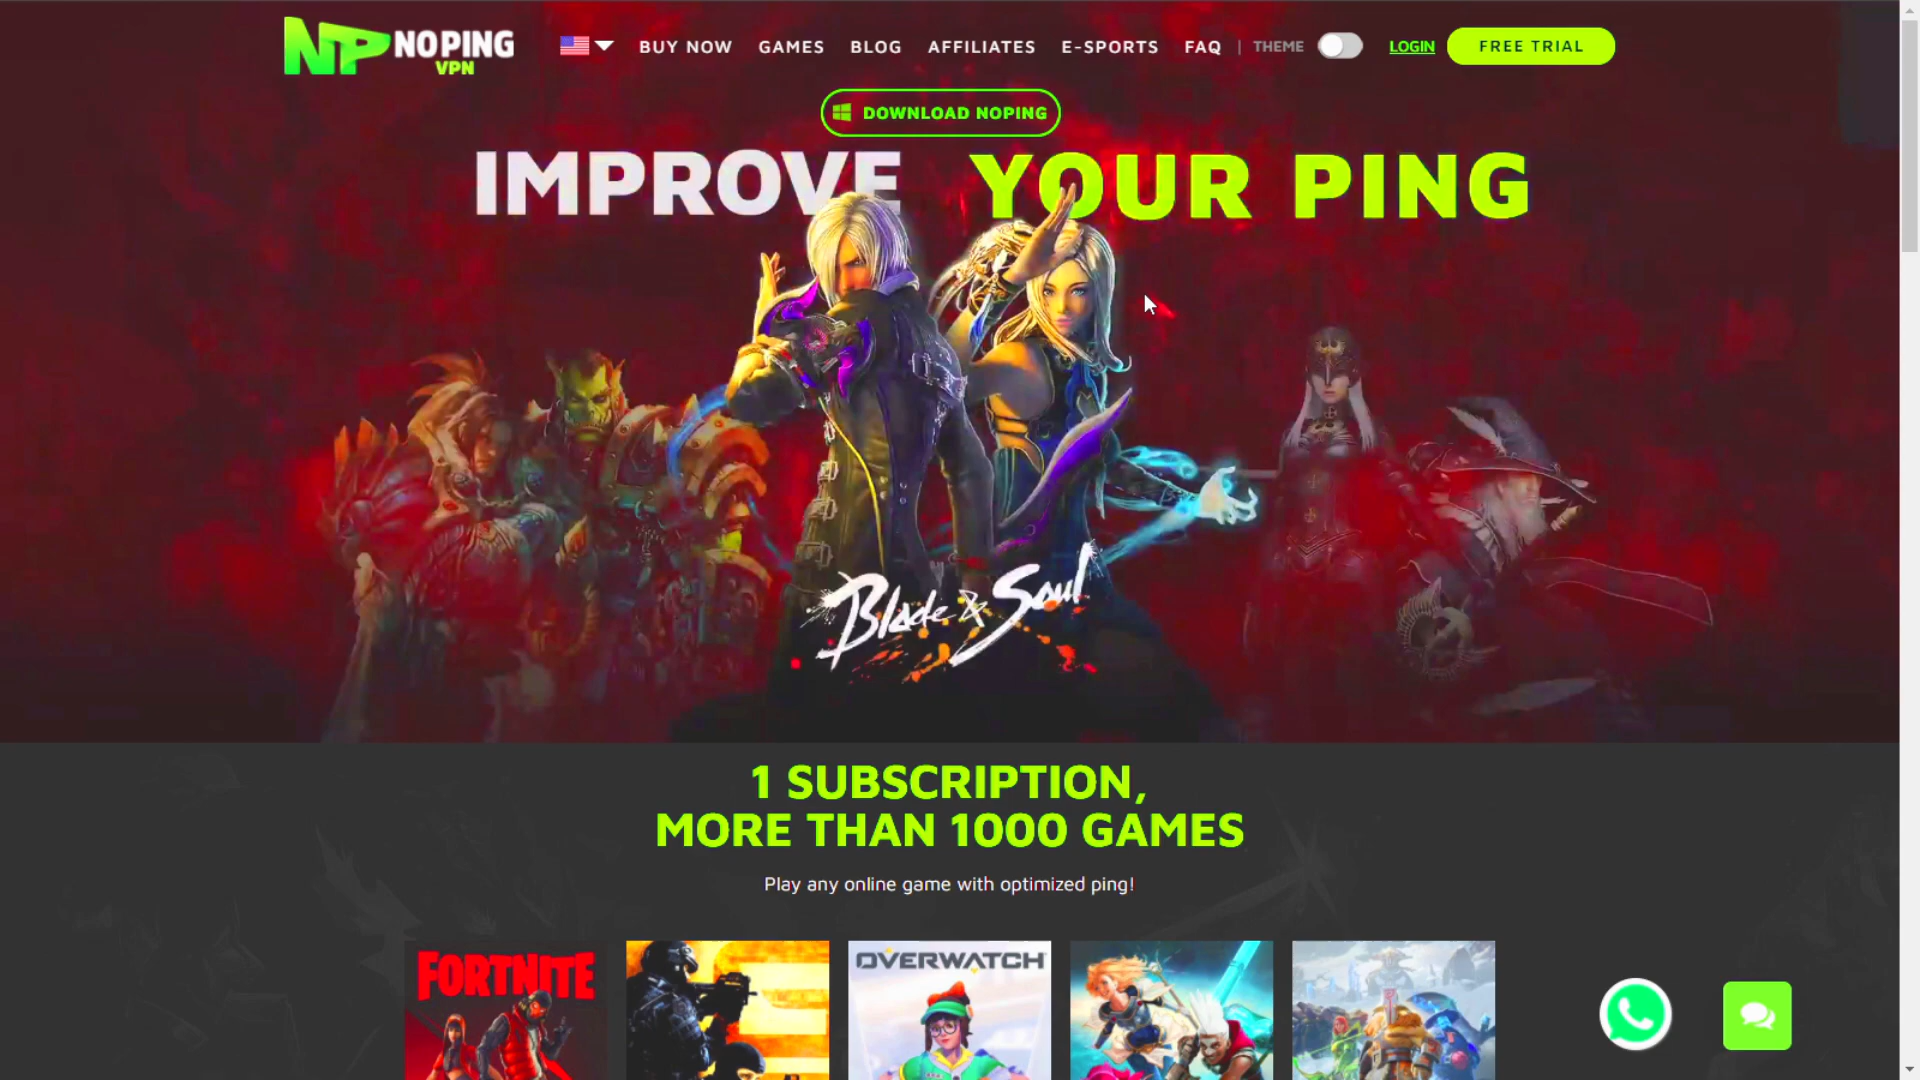 NP NOPING
VPN
BUY NOW GAMES BLOG AFFILIATES E-SPORTS FAQ | THEME LOGIN FREE TRIAL
DOWNLOAD NOPING
IMPROVE YOUR PING
Blade & Soul
1 SUBSCRIPTION,
MORE THAN 1000 GAMES
Play any online game with optimized ping!
FORTNITE
OVERWATCH